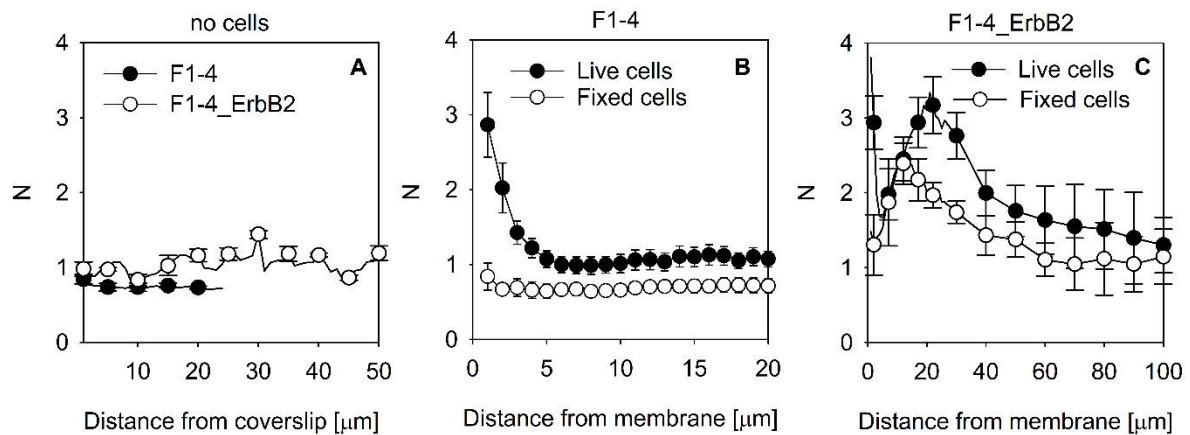 no cells
F1-4
F1-4_ErbB2
4
3
2
1
0
N
A
F1-4
F1-4_ErbB2
10
20
30
40
50
Distance from coverslip [μm]
4
3
2
1
0
N
B
Live cells
Fixed cells
0
5
10
15
20
Distance from membrane [μm]
4
3
2
1
0
N
C
Live cells
Fixed cells
0
20
40
60
80
100
Distance from membrane [μm]